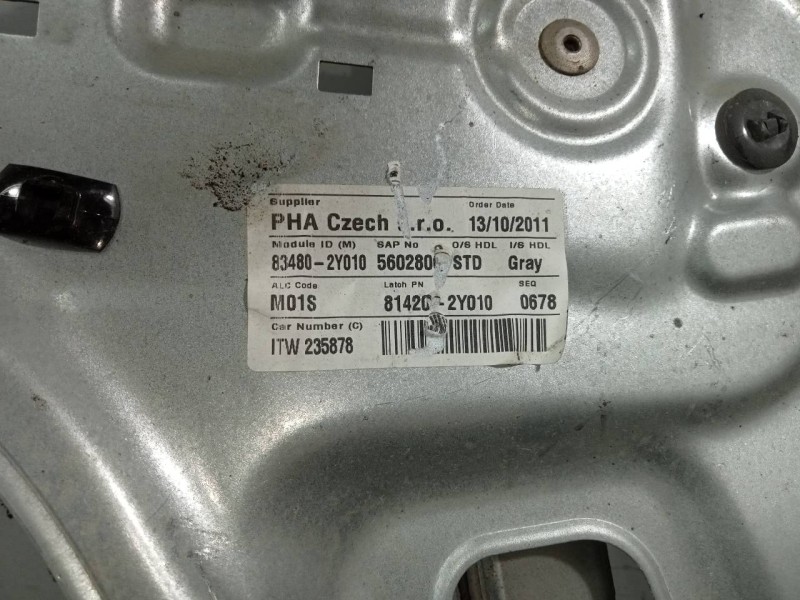 Supplier Order Date
PHA Czech s.r.o. 13/10/2011
Module ID (M) SAP No O/S HDL I/S HDL
83480-2Y010 STD Gray
ALC Code Latch PN SEQ
M01S 0678
Car Number (C)
ITW 235878